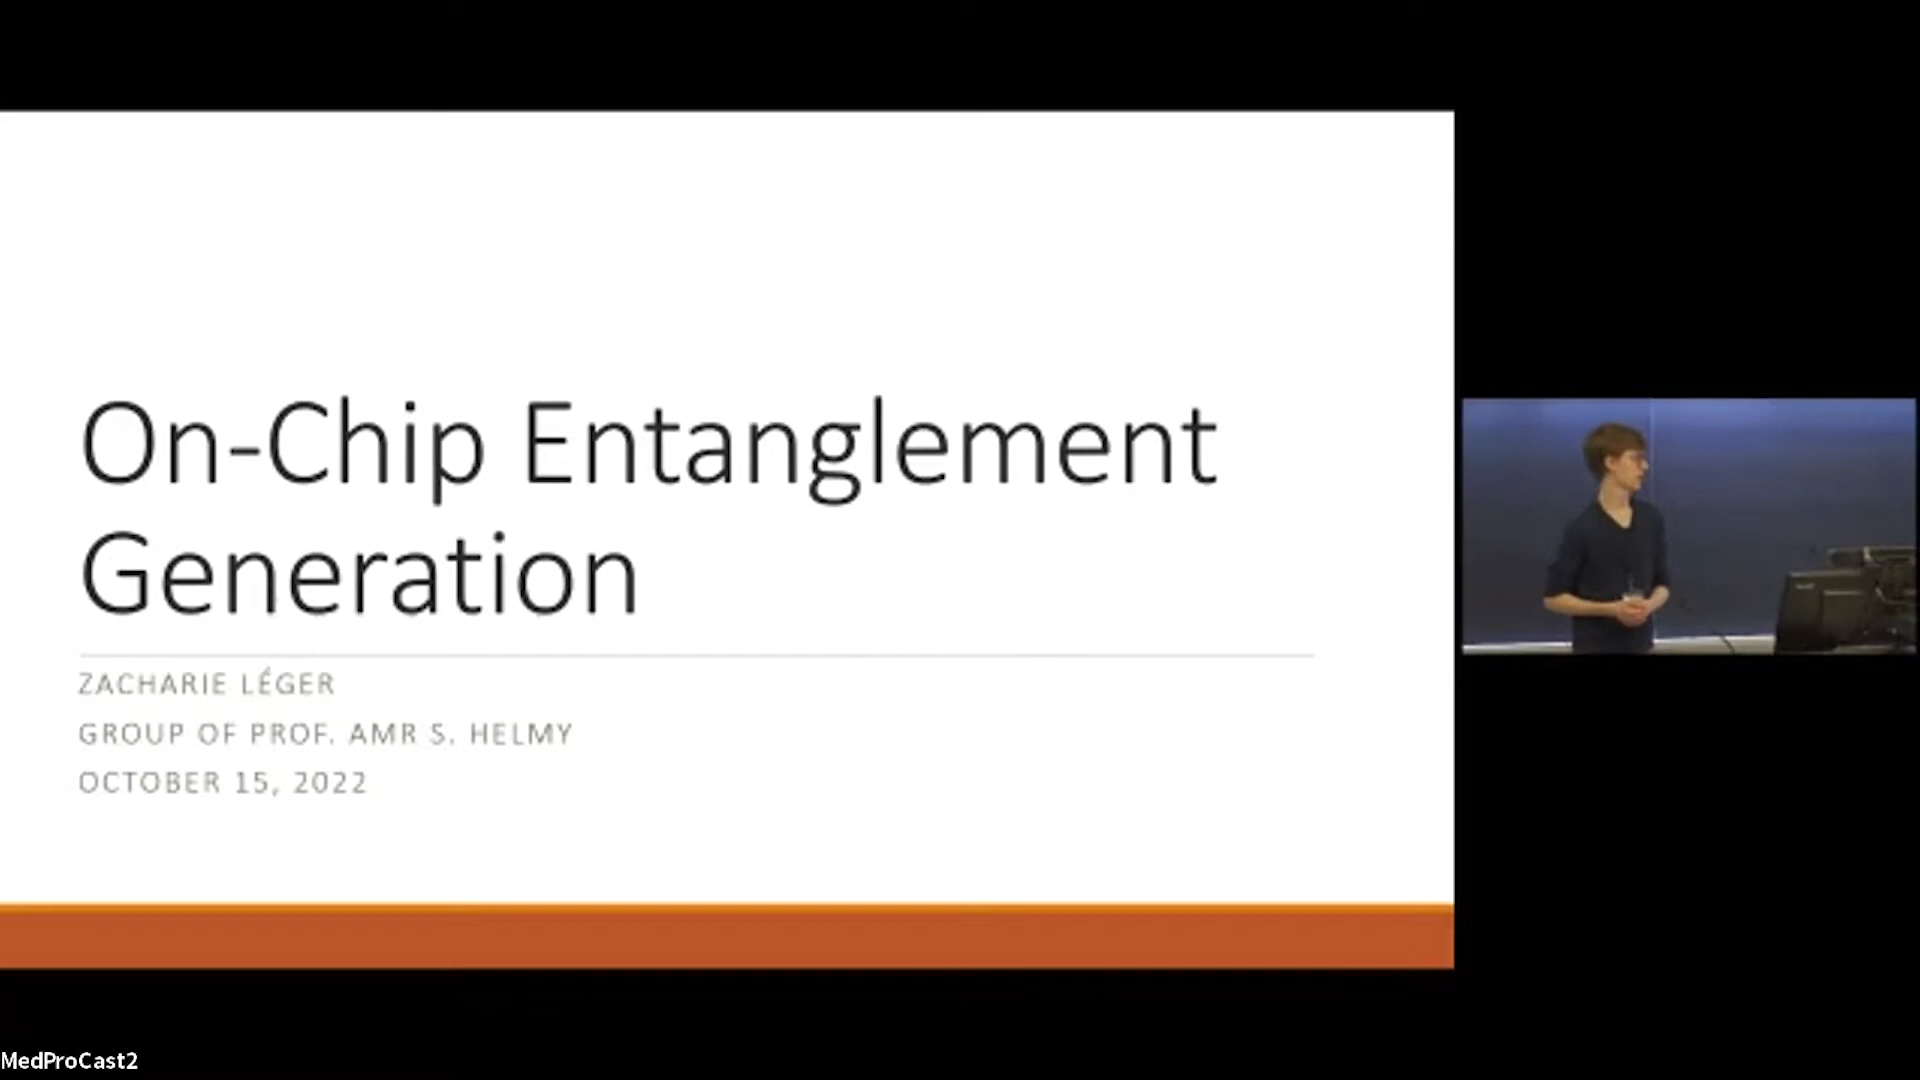 On-Chip Entanglement
Generation
ZACHARIE LÉGER
GROUP OF PROF. AMR S. HELMY
OCTOBER 15, 2022
MedProCast2